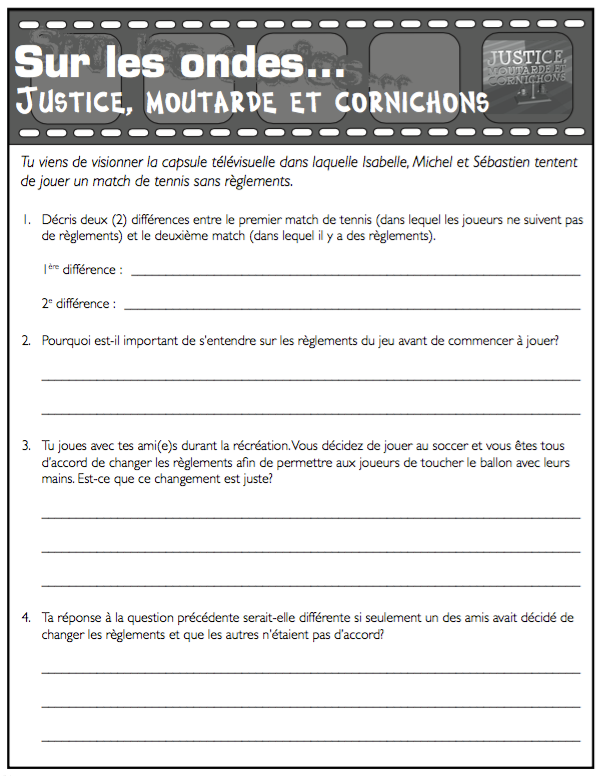 Sur les ondes...
Justice, moutarde et cornichons
JUSTICE,
MOUTARDE ET
CORNICHONS
Tu viens de visionner la capsule télévisuelle dans laquelle Isabelle, Michel et Sébastien tentent
de jouer un match de tennis sans règlements.
1. Décris deux (2) différences entre le premier match de tennis (dans lequel les joueurs ne suivent pas
de règlements) et le deuxième match (dans lequel il y a des règlements).
1ère différence :
2e différence :
2. Pourquoi est-il important de s'entendre sur les règlements du jeu avant de commencer à jouer?
3. Tu joues avec tes ami(e)s durant la récréation. Vous décidez de jouer au soccer et vous êtes tous
d'accord de changer les règlements afin de permettre aux joueurs de toucher le ballon avec leurs
mains. Est-ce que ce changement est juste?
4. Ta réponse à la question précédente serait-elle différente si seulement un des amis avait décidé de
changer les règlements et que les autres n'étaient pas d'accord?